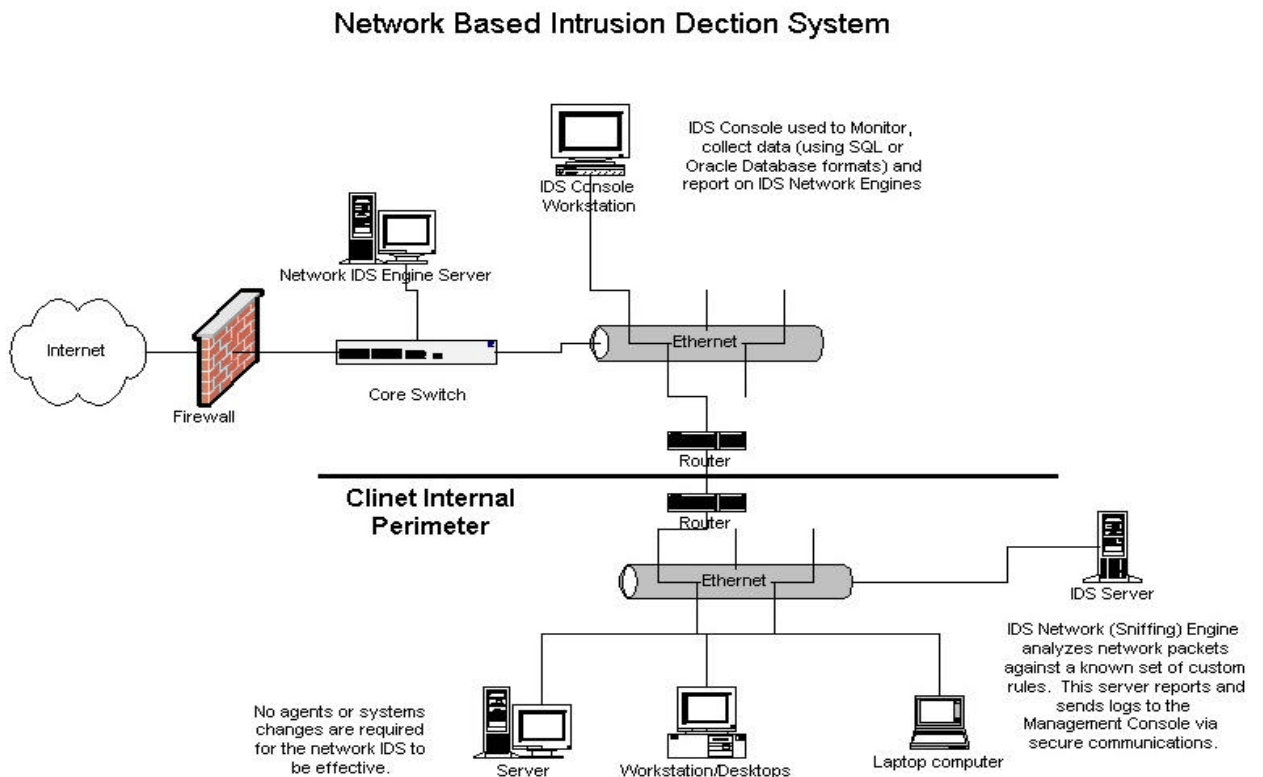 Network Based Intrusion Dection System
IDS Console used to Monitor,
collect data (using SQL or
Oracle Database formats) and
report on IDS Network Engines
IDS Console
Workstation
Network IDS Engine Server
Internet
Firewall
Core Switch
Ethernet
Router
Clinet Internal
Perimeter
Router
Ethernet
IDS Server
IDS Network (Sniffing) Engine
analyzes network packets
against a known set of custom
rules. This server reports and
sends logs to the
Management Console via
secure communications.
No agents or systems
changes are required
for the network IDS to
be effective.
Server
Workstation/Desktops
Laptop computer